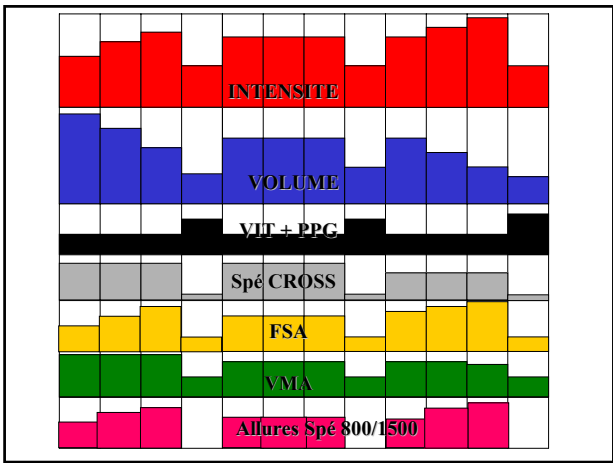 INTENSITE
VOLUME
VIT + PPG
Spé CROSS
FSA
VMA
Allures Spé 800/1500